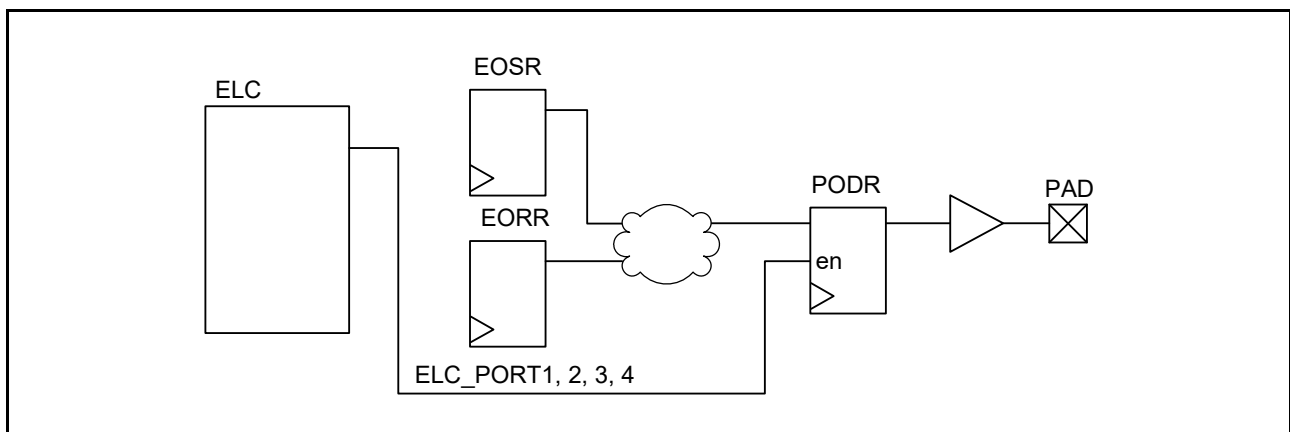 ELC
EOSR
EORR
PODR
en
PAD
ELC_PORT1, 2, 3, 4